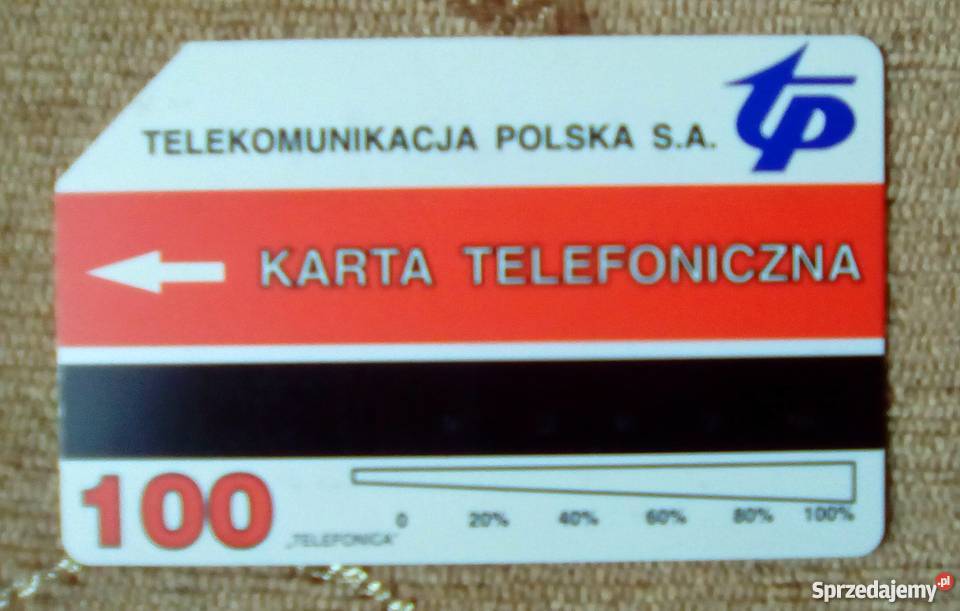 TELEKOMUNIKACJA POLSKA S.A.
tp
KARTA TELEFONICZNA
100
„TELEFONICA"
0 20% 40% 60% 80% 100%
Sprzedajemy.pl